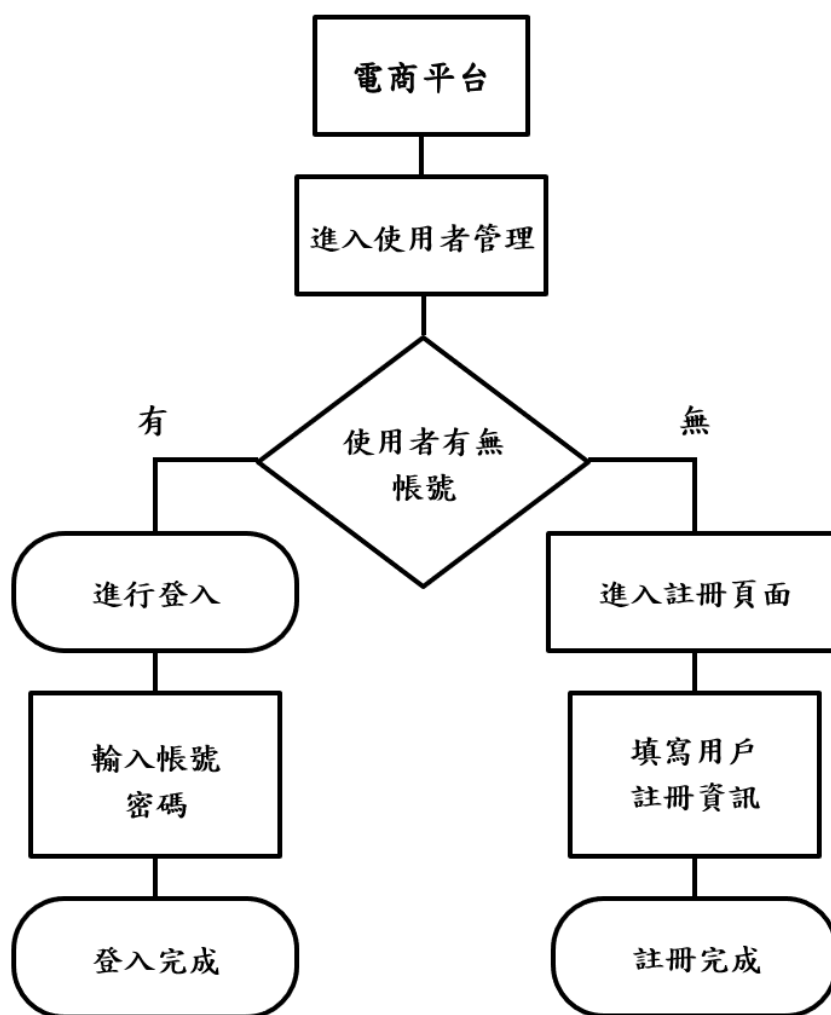 電商平台
進入使用者管理
有
無
使用者有無
帳號
進行登入
進入註冊頁面
輸入帳號
密碼
填寫用戶
註冊資訊
登入完成
註冊完成